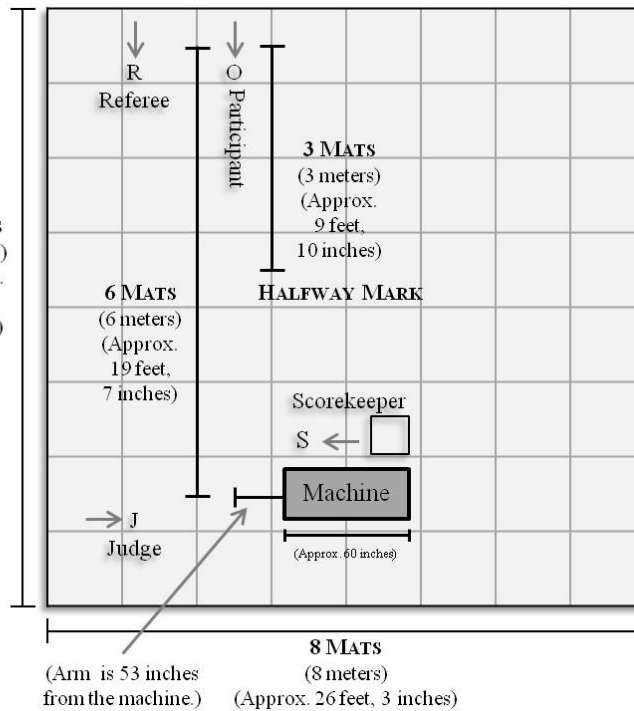 R
Referee
O
Participant
3 MATS
(3 meters)
(Approx.
9 feet,
10 inches)
HALFWAY MARK
6 MATS
(6 meters)
(Approx.
19 feet,
7 inches)
Scorekeeper
S
Machine
(Approx. 60 inches)
J
Judge
(Arm is 53 inches
from the machine.)
8 MATS
(8 meters)
(Approx. 26 feet, 3 inches)